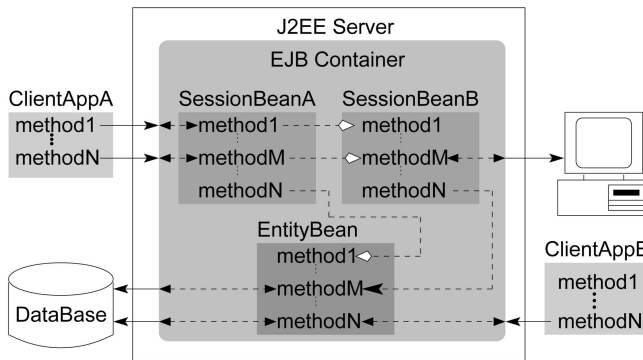 J2EE Server
EJB Container
ClientAppA
method1
methodN
SessionBeanA
method1
methodM
methodN
SessionBeanB
method1
methodM
methodN
EntityBean
method1
methodM
methodN
DataBase
ClientAppB
method1
methodN